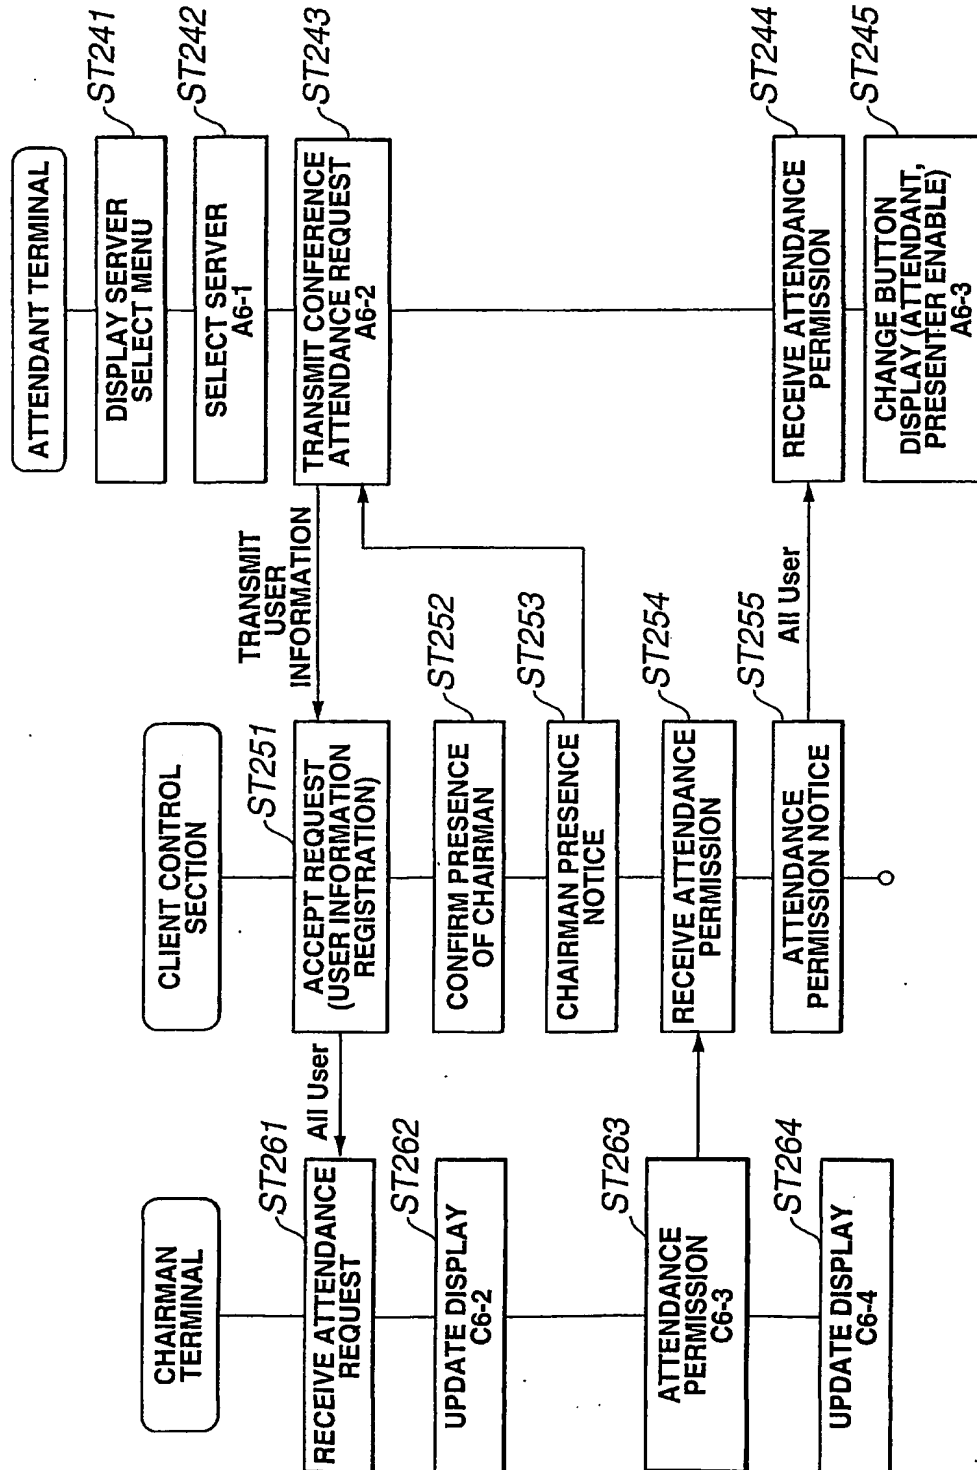 CHAIRMAN
TERMINAL
ST261
RECEIVE ATTENDANCE
REQUEST
ST262
UPDATE DISPLAY
C6-2
ST263
ATTENDANCE
PERMISSION
C6-3
ST264
UPDATE DISPLAY
C6-4
All User
CLIENT CONTROL
SECTION
ST251
ACCEPT REQUEST
(USER INFORMATION
REGISTRATION)
ST252
CONFIRM PRESENCE
OF CHAIRMAN
ST253
CHAIRMAN PRESENCE
NOTICE
ST254
RECEIVE ATTENDANCE
PERMISSION
ST255
ATTENDANCE
PERMISSION NOTICE
TRANSMIT
USER
INFORMATION
All User
ATTENDANT TERMINAL
ST241
DISPLAY SERVER
SELECT MENU
ST242
SELECT SERVER
A6-1
ST243
TRANSMIT CONFERENCE
ATTENDANCE REQUEST
A6-2
ST244
RECEIVE ATTENDANCE
PERMISSION
ST245
CHANGE BUTTON
DISPLAY (ATTENDANT,
PRESENTER ENABLE)
A6-3